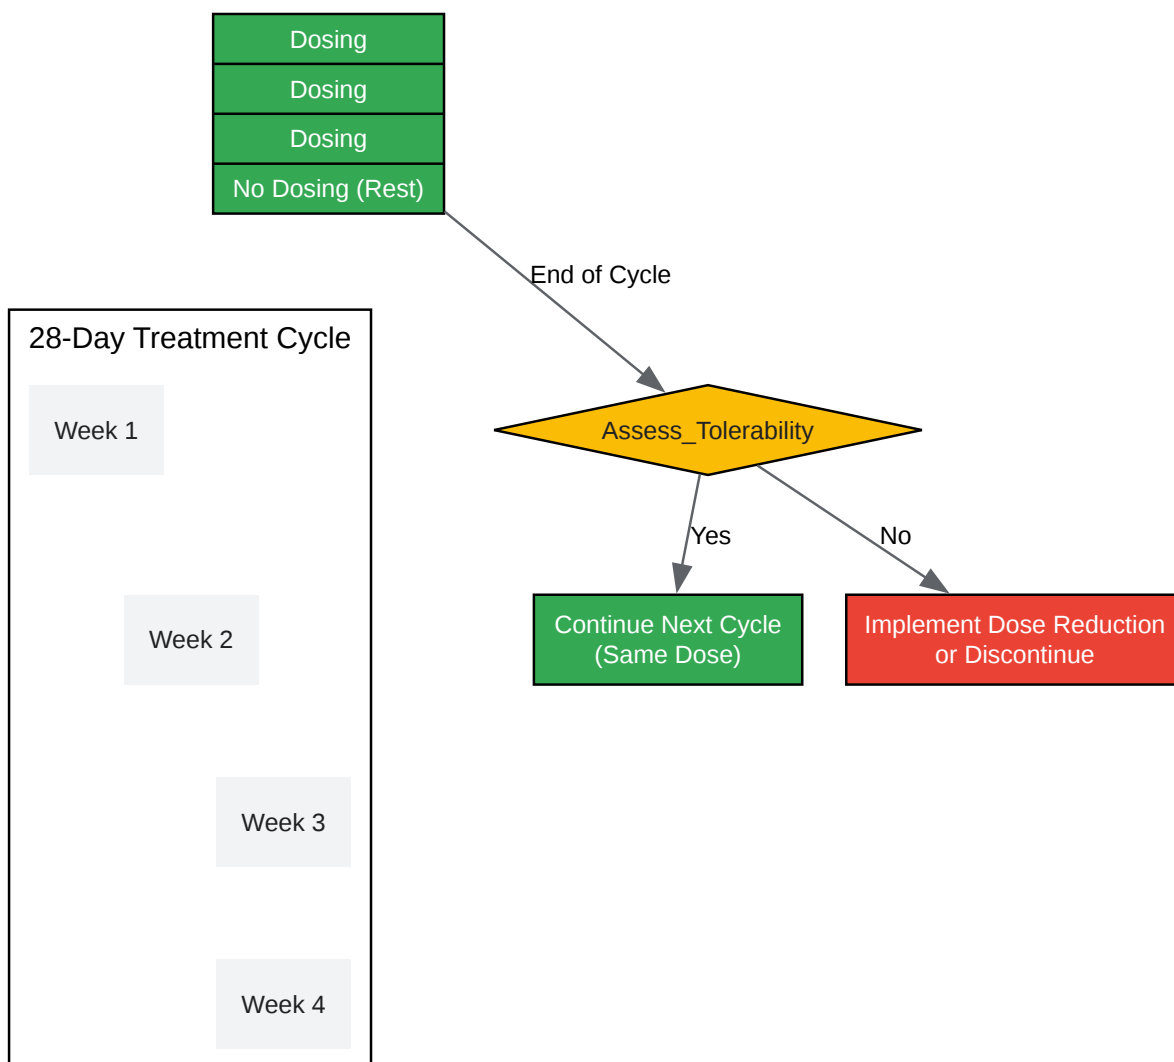 Dosing
Dosing
Dosing
No Dosing (Rest)
End of Cycle
28-Day Treatment Cycle
Week 1
Assess_Tolerability
Yes
No
Week 2
Continue Next Cycle
(Same Dose)
Implement Dose Reduction
or Discontinue
Week 3
Week 4